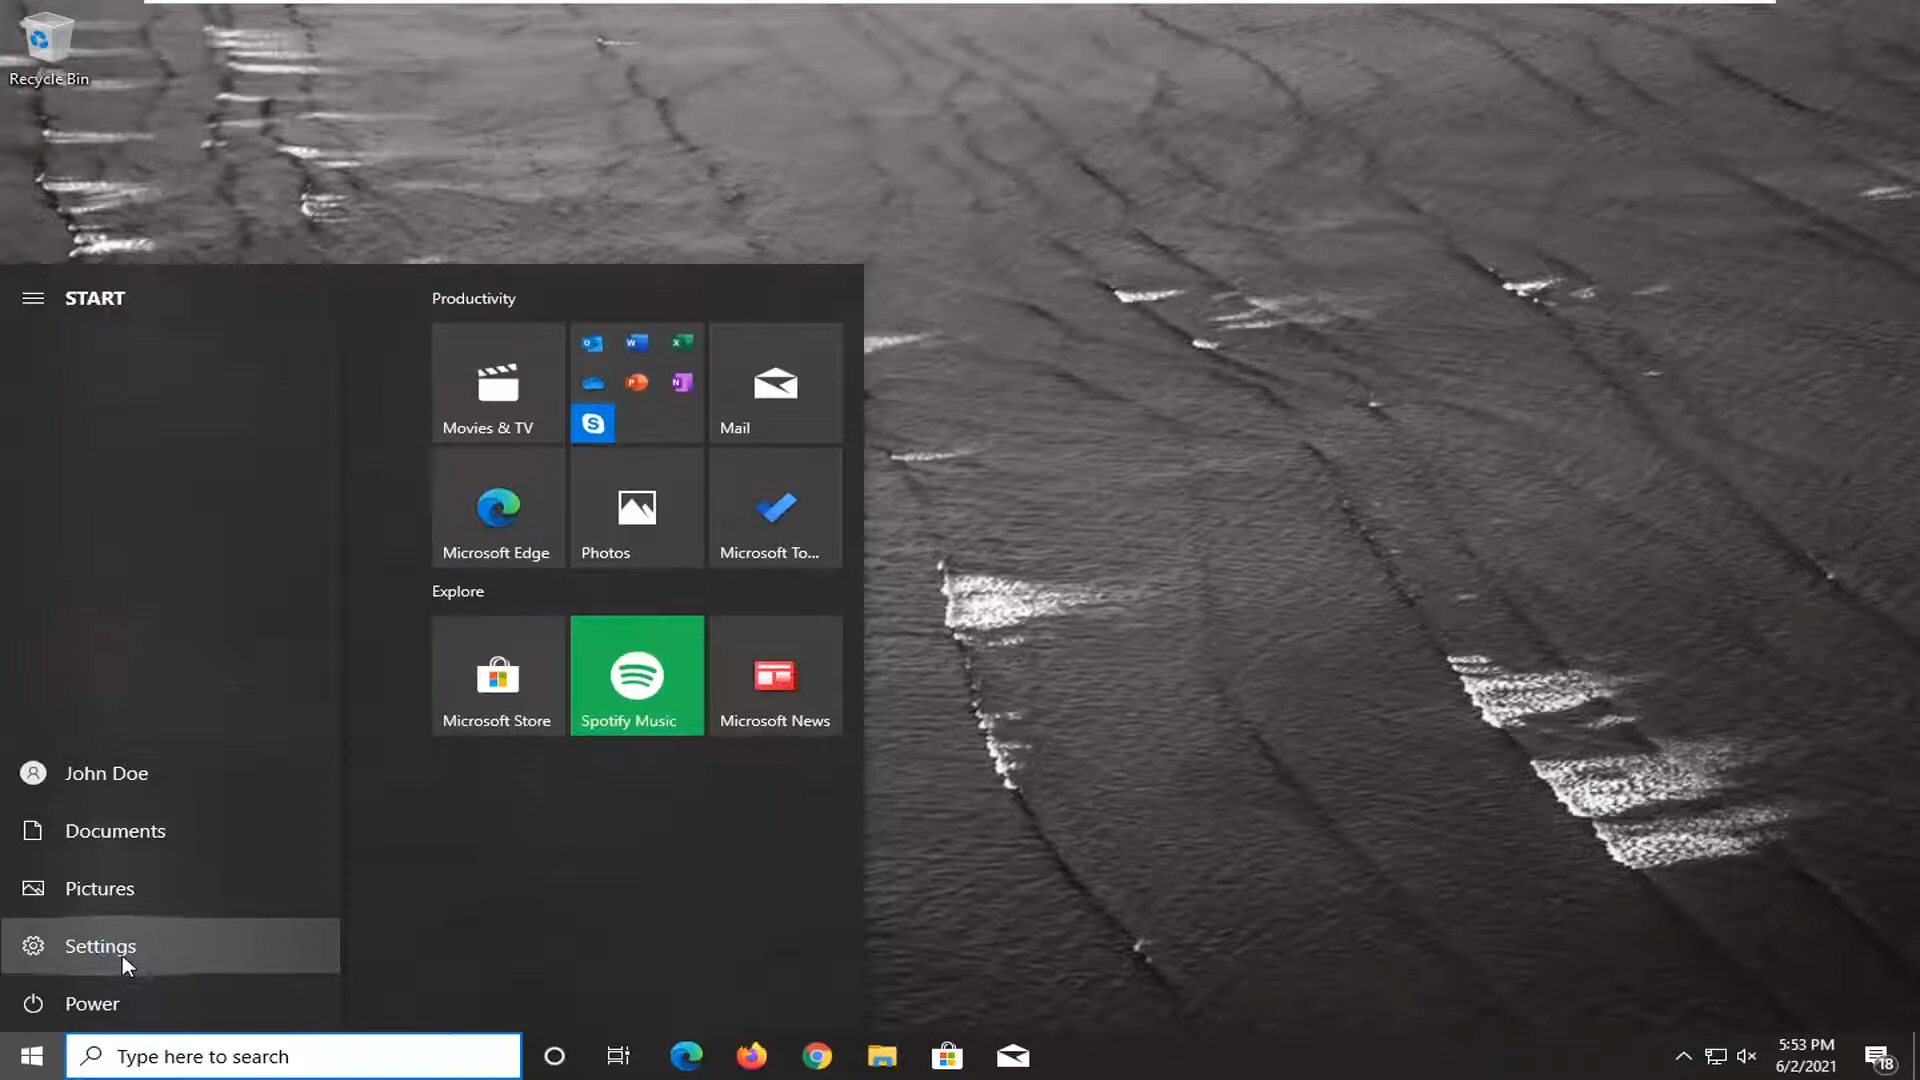 Recycle Bin
START
Productivity
Movies & TV
Mail
Microsoft Edge
Photos
Microsoft To...
Explore
Microsoft Store
Spotify Music
Microsoft News
John Doe
Documents
Pictures
Settings
Power
Type here to search
5:53 PM
6/2/2021
18